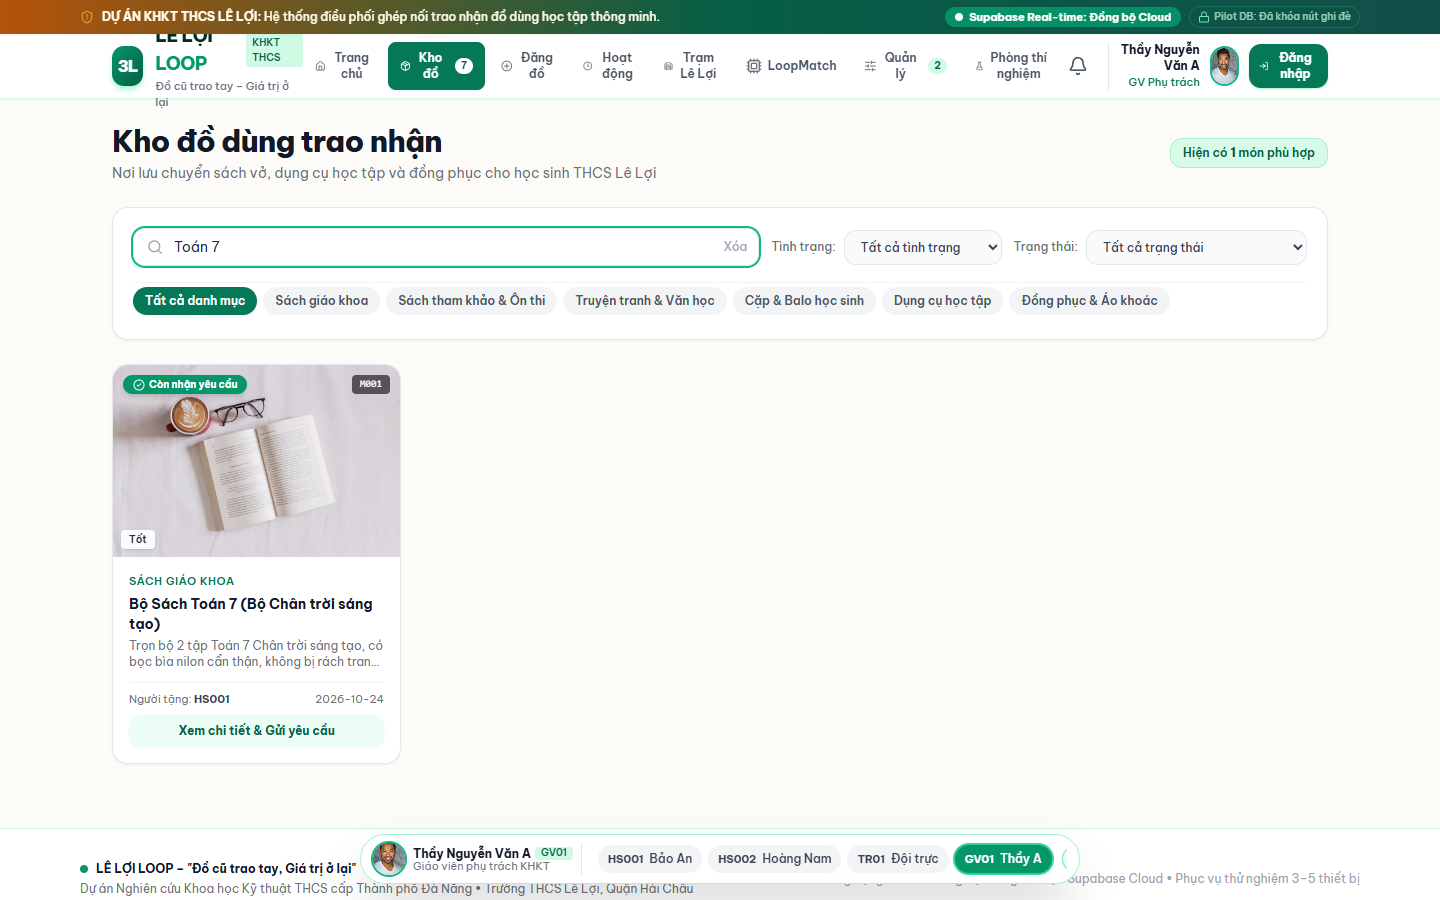 DỰ ÁN KHKT THCS LÊ LỢI: Hệ thống điều phối ghép nối trao nhận đồ dùng học tập thông minh.
Supabase Real-time: Đồng bộ Cloud
Pilot DB: Đã khóa nút ghi đè
3L
LÊ LỢI
LOOP
KHKT
THCS
Đồ cũ trao tay – Giá trị ở
lại
Trang
chủ
Kho
đồ
7
Đăng
đồ
Hoạt
động
Trạm
Lê Lợi
LoopMatch
Quản
lý
2
Phòng thí
nghiệm
Thầy Nguyễn
Văn A
GV Phụ trách
Đăng
nhập
Kho đồ dùng trao nhận
Nơi lưu chuyển sách vở, dụng cụ học tập và đồng phục cho học sinh THCS Lê Lợi
Hiện có 1 món phù hợp
Toán 7
Xóa
Tình trạng:
Tất cả tình trạng
Trạng thái:
Tất cả trạng thái
Tất cả danh mục
Sách giáo khoa
Sách tham khảo & Ôn thi
Truyện tranh & Văn học
Cặp & Balo học sinh
Dụng cụ học tập
Đồng phục & Áo khoác
Còn nhận yêu cầu
M001
Tốt
SÁCH GIÁO KHOA
Bộ Sách Toán 7 (Bộ Chân trời sáng
tạo)
Trọn bộ 2 tập Toán 7 Chân trời sáng tạo, có
bọc bìa nilon cẩn thận, không bị rách tran...
Người tặng: HS001
2026-10-24
Xem chi tiết & Gửi yêu cầu
LÊ LỢI LOOP – "Đồ cũ trao tay, Giá trị ở lại"
Dự án Nghiên cứu Khoa học Kỹ thuật THCS cấp Thành phố Đà Nẵng • Trường THCS Lê Lợi, Quận Hải Châu
Thầy Nguyễn Văn A
GV01
Giáo viên phụ trách KHKT
HS001 Bảo An
HS002 Hoàng Nam
TR01 Đội trực
GV01 Thầy A
Supabase Cloud • Phục vụ thử nghiệm 3–5 thiết bị